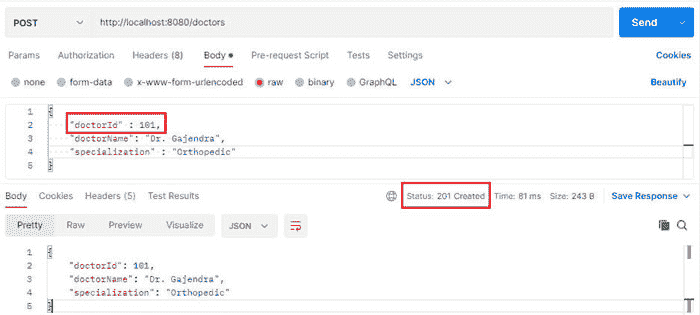 POST http://localhost:8080/doctors Send
Params Authorization Headers (8) Body Pre-request Script Tests Settings Cookies
none form-data x-www-form-urlencoded raw binary GraphQL JSON Beautify
1 {
2 "doctorId" : 101,
3 "doctorName": "Dr. Gajendra",
4 "specialization" : "Orthopedic"
5 }
Body Cookies Headers (5) Test Results Status: 201 Created Time: 81 ms Size: 243 B Save Response
Pretty Raw Preview Visualize JSON
1 {
2 "doctorId": 101,
3 "doctorName": "Dr. Gajendra",
4 "specialization": "Orthopedic"
5 }